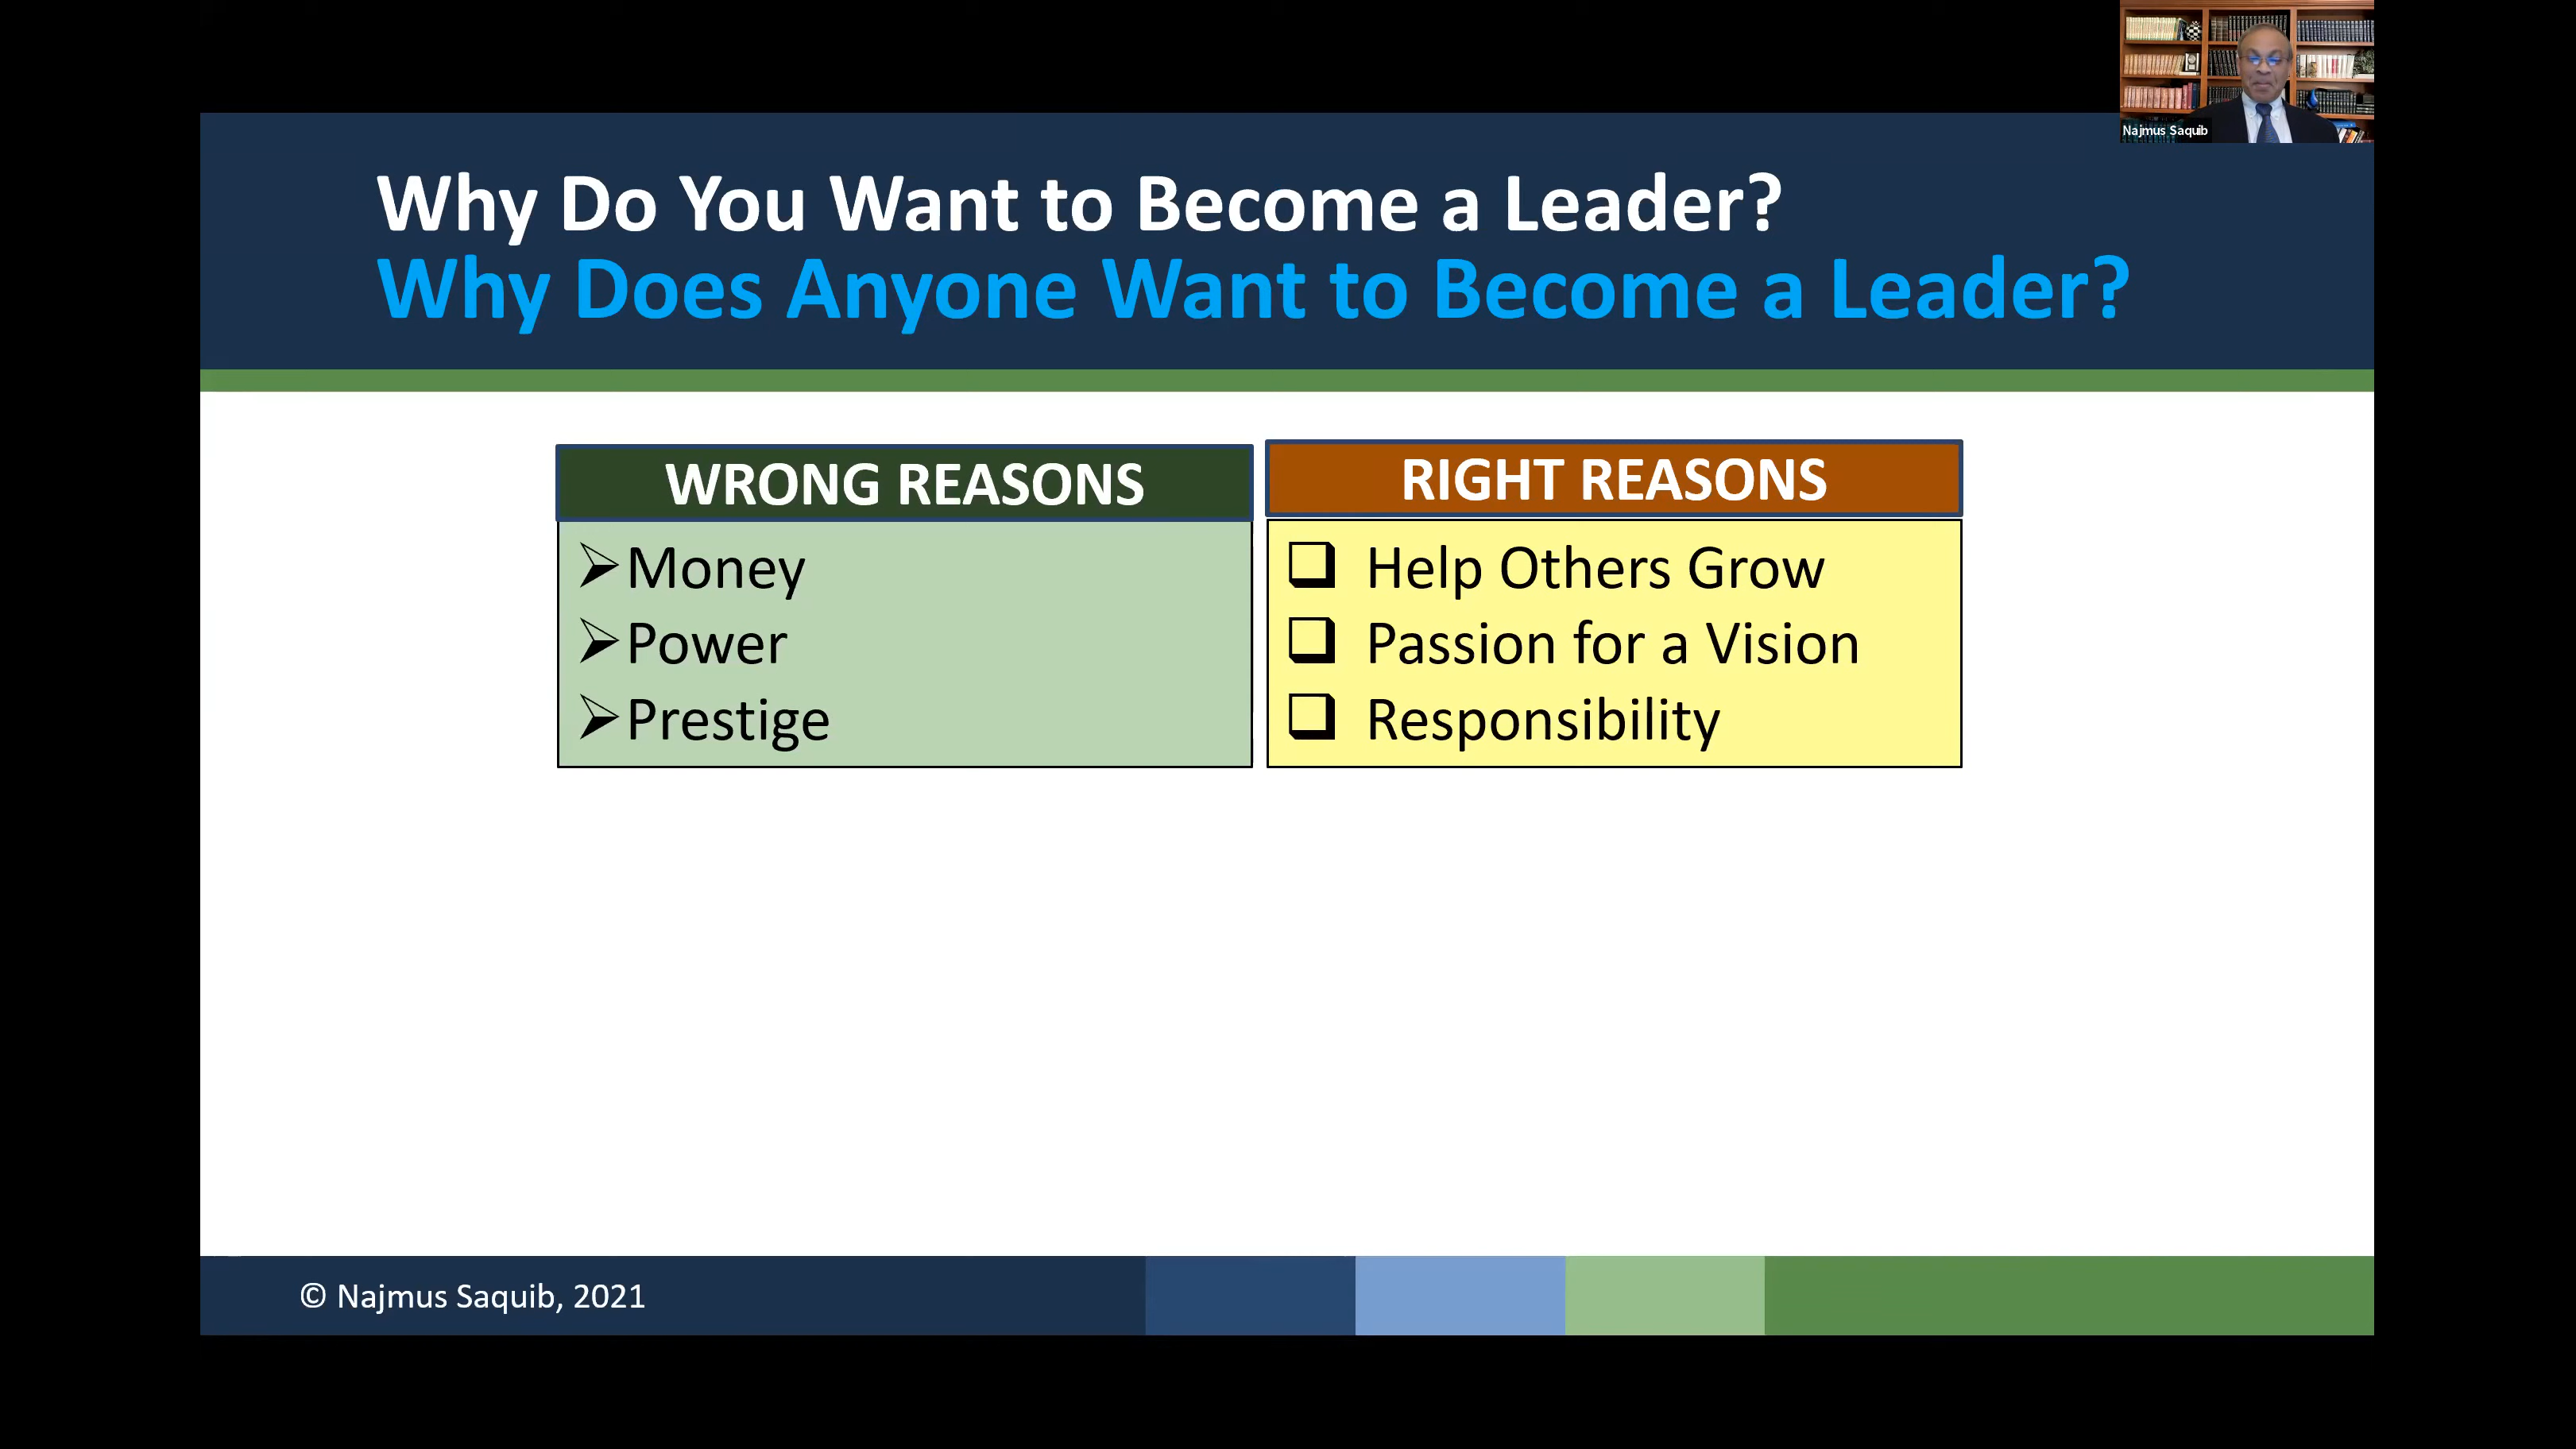 Najmus Saquib
Why Do You Want to Become a Leader?
Why Does Anyone Want to Become a Leader?
WRONG REASONS
Money
Power
Prestige
RIGHT REASONS
Help Others Grow
Passion for a Vision
Responsibility
© Najmus Saquib, 2021